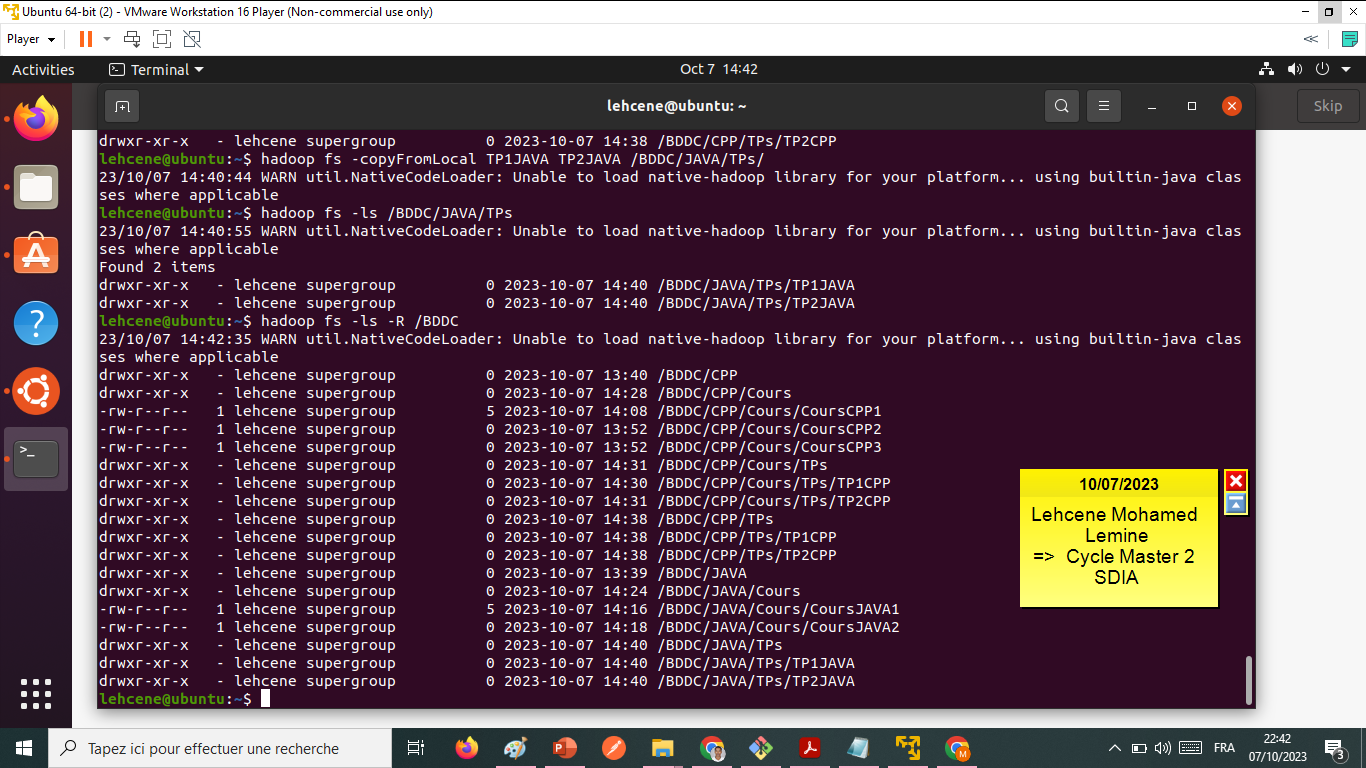 Ubuntu 64-bit (2) - VMware Workstation 16 Player (Non-commercial use only)
Player
Activities
Terminal
Oct 7 14:42
lehcene@ubuntu: ~
Skip
drwxr-xr-x   - lehcene supergroup          0 2023-10-07 14:38 /BDDC/CPP/TPs/TP2CPP
lehcene@ubuntu:~$ hadoop fs -copyFromLocal TP1JAVA TP2JAVA /BDDC/JAVA/TPs/
23/10/07 14:40:44 WARN util.NativeCodeLoader: Unable to load native-hadoop library for your platform... using builtin-java clas
ses where applicable
lehcene@ubuntu:~$ hadoop fs -ls /BDDC/JAVA/TPs
23/10/07 14:40:55 WARN util.NativeCodeLoader: Unable to load native-hadoop library for your platform... using builtin-java clas
ses where applicable
Found 2 items
drwxr-xr-x   - lehcene supergroup          0 2023-10-07 14:40 /BDDC/JAVA/TPs/TP1JAVA
drwxr-xr-x   - lehcene supergroup          0 2023-10-07 14:40 /BDDC/JAVA/TPs/TP2JAVA
lehcene@ubuntu:~$ hadoop fs -ls -R /BDDC
23/10/07 14:42:35 WARN util.NativeCodeLoader: Unable to load native-hadoop library for your platform... using builtin-java clas
ses where applicable
drwxr-xr-x   - lehcene supergroup          0 2023-10-07 13:40 /BDDC/CPP
drwxr-xr-x   - lehcene supergroup          0 2023-10-07 14:28 /BDDC/CPP/Cours
-rw-r--r--   1 lehcene supergroup          5 2023-10-07 14:08 /BDDC/CPP/Cours/CoursCPP1
-rw-r--r--   1 lehcene supergroup          0 2023-10-07 13:52 /BDDC/CPP/Cours/CoursCPP2
-rw-r--r--   1 lehcene supergroup          0 2023-10-07 13:52 /BDDC/CPP/Cours/CoursCPP3
drwxr-xr-x   - lehcene supergroup          0 2023-10-07 14:31 /BDDC/CPP/Cours/TPs
drwxr-xr-x   - lehcene supergroup          0 2023-10-07 14:30 /BDDC/CPP/Cours/TPs/TP1CPP
drwxr-xr-x   - lehcene supergroup          0 2023-10-07 14:31 /BDDC/CPP/Cours/TPs/TP2CPP
drwxr-xr-x   - lehcene supergroup          0 2023-10-07 14:38 /BDDC/CPP/TPs
drwxr-xr-x   - lehcene supergroup          0 2023-10-07 14:38 /BDDC/CPP/TPs/TP1CPP
drwxr-xr-x   - lehcene supergroup          0 2023-10-07 14:38 /BDDC/CPP/TPs/TP2CPP
drwxr-xr-x   - lehcene supergroup          0 2023-10-07 13:39 /BDDC/JAVA
drwxr-xr-x   - lehcene supergroup          0 2023-10-07 14:24 /BDDC/JAVA/Cours
-rw-r--r--   1 lehcene supergroup          5 2023-10-07 14:16 /BDDC/JAVA/Cours/CoursJAVA1
-rw-r--r--   1 lehcene supergroup          0 2023-10-07 14:18 /BDDC/JAVA/Cours/CoursJAVA2
drwxr-xr-x   - lehcene supergroup          0 2023-10-07 14:40 /BDDC/JAVA/TPs
drwxr-xr-x   - lehcene supergroup          0 2023-10-07 14:40 /BDDC/JAVA/TPs/TP1JAVA
drwxr-xr-x   - lehcene supergroup          0 2023-10-07 14:40 /BDDC/JAVA/TPs/TP2JAVA
lehcene@ubuntu:~$
10/07/2023
Lehcene Mohamed
Lemine
=> Cycle Master 2
SDIA
Tapez ici pour effectuer une recherche
FRA
22:42
07/10/2023
3